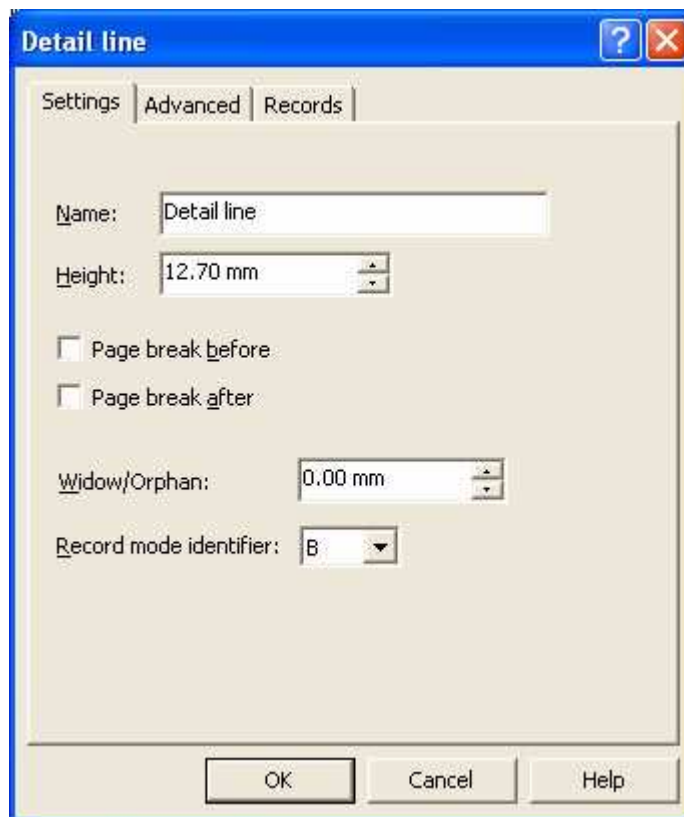 Detail line
Settings Advanced Records
Name: Detail line
Height: 12.70 mm
Page break before
Page break after
Widow/Orphan: 0.00 mm
Record mode identifier: B
OK Cancel Help